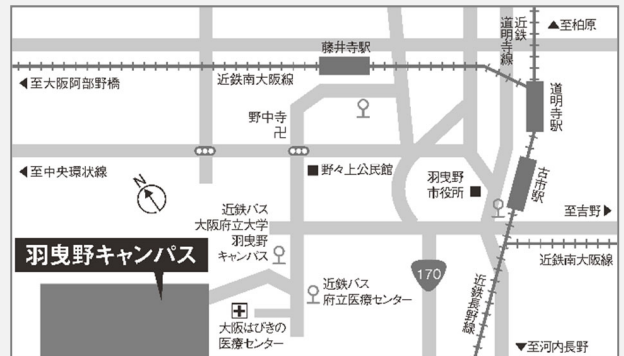 ▲至柏原
近鉄
道明寺線
藤井寺駅
◀至大阪阿部野橋
近鉄南大阪線
道明寺駅
野中寺
卍
◀至中央環状線
■野々上公民館
羽曳野
市役所■
古市駅
N
至吉野▶
近鉄バス
大阪府立大学
羽曳野
キャンパス
羽曳野キャンパス
近鉄南大阪線
170
近鉄バス
府立医療センター
近鉄長野線
大阪はびきの
医療センター
▼至河内長野